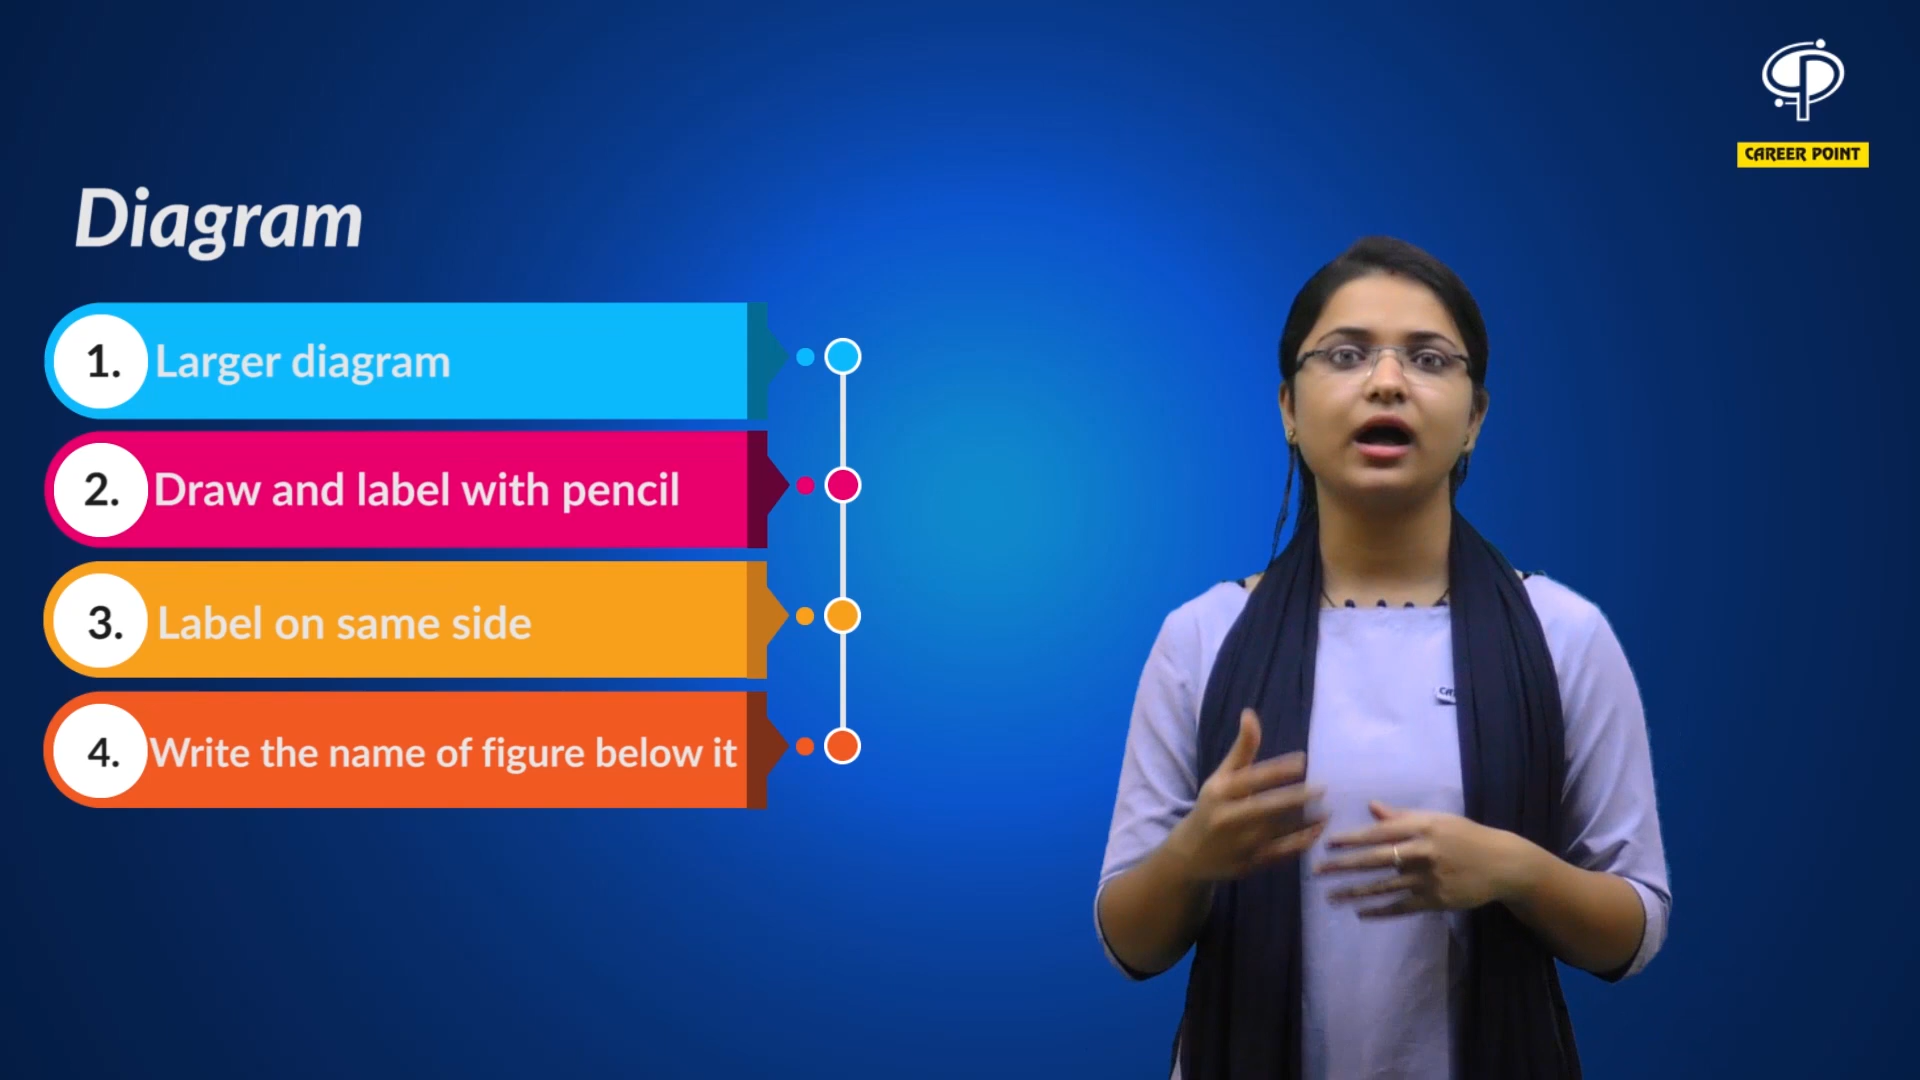 CAREER POINT
Diagram
1. Larger diagram
2. Draw and label with pencil
3. Label on same side
4. Write the name of figure below it